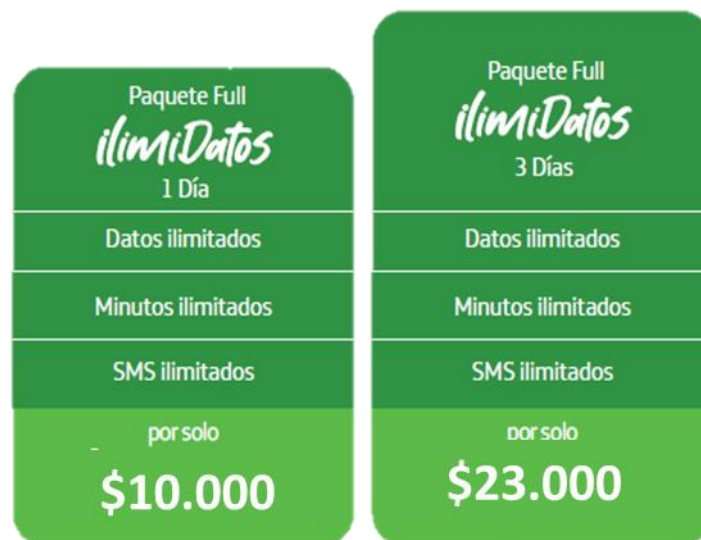 Paquete Full
ilimiDatos
1 Día
Datos ilimitados
Minutos ilimitados
SMS ilimitados
por solo
$10.000
Paquete Full
ilimiDatos
3 Días
Datos ilimitados
Minutos ilimitados
SMS ilimitados
por solo
$23.000